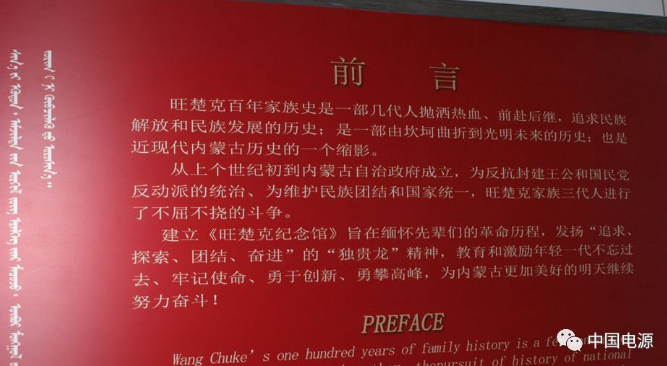 前 言
旺楚克百年家族史是一部几代人抛洒热血、前赴后继，追求民族
解放和民族发展的历史；是一部由坎坷曲折到光明未来的历史；也是
近现代内蒙古历史的一个缩影。
从上个世纪初到内蒙古自治政府成立，为反抗封建王公和国民党
反动派的统治、为维护民族团结和国家统一，旺楚克家族三代人进行
了不屈不挠的斗争。
建立《旺楚克纪念馆》旨在缅怀先辈们的革命历程，发扬“追求、
探索、团结、奋进”的“独贵龙”精神，教育和激励年轻一代不忘过
去、牢记使命、勇于创新、勇攀高峰，为内蒙古更加美好的明天继续
努力奋斗！
PREFACE
Wang Chuke's one hundred years of family history is a few
thepursuit of history of national
中国电源